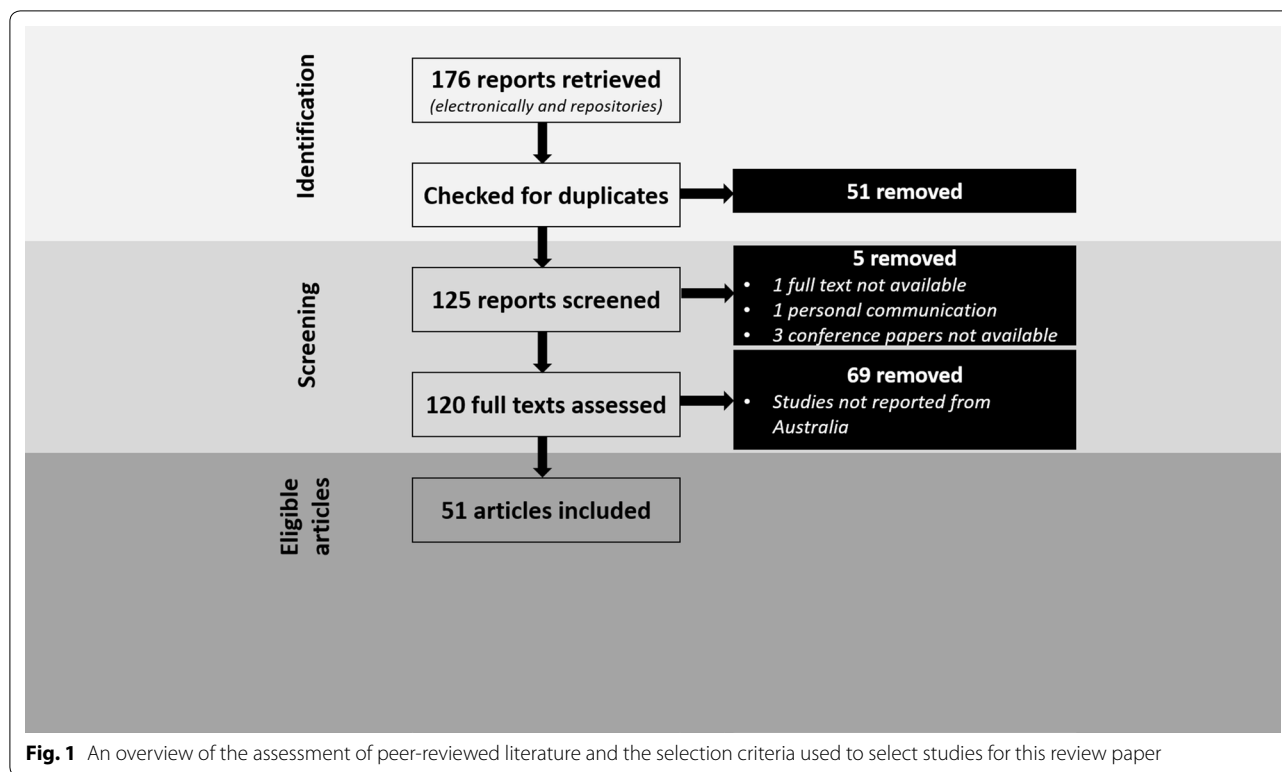 Identification
176 reports retrieved
(electronically and repositories)
Checked for duplicates
51 removed
Screening
125 reports screened
5 removed
• 1 full text not available
• 1 personal communication
• 3 conference papers not available
120 full texts assessed
69 removed
• Studies not reported from
Australia
Eligible
articles
51 articles included
Fig. 1 An overview of the assessment of peer-reviewed literature and the selection criteria used to select studies for this review paper